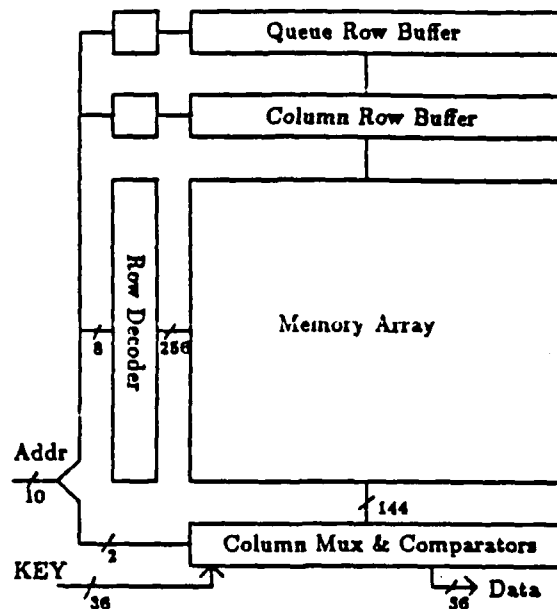 Queue Row Buffer
Column Row Buffer
Row Decoder
Memory Array
8
256
Addr
10
144
2
Column Mux & Comparators
KEY
36
36
Data